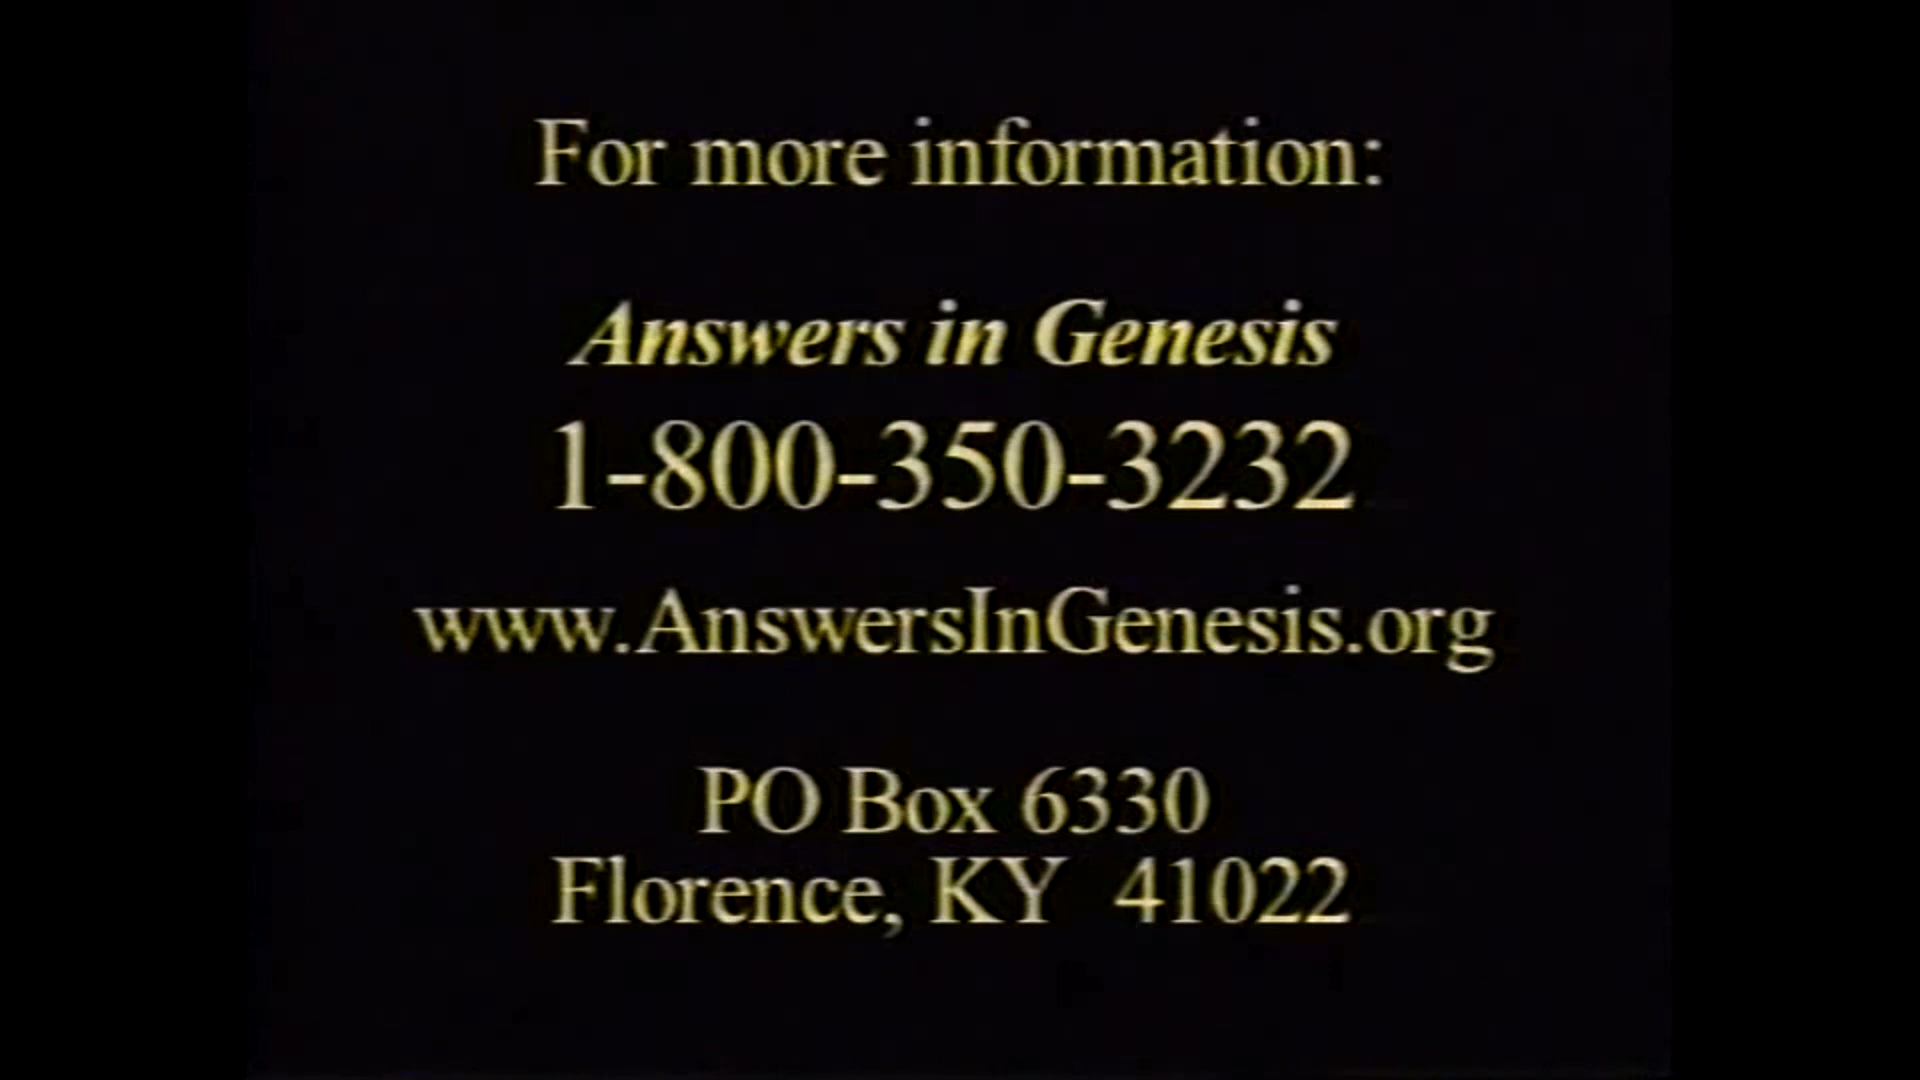 For more information:
Answers in Genesis
1-800-350-3232
www.AnswersInGenesis.org
PO Box 6330
Florence, KY  41022